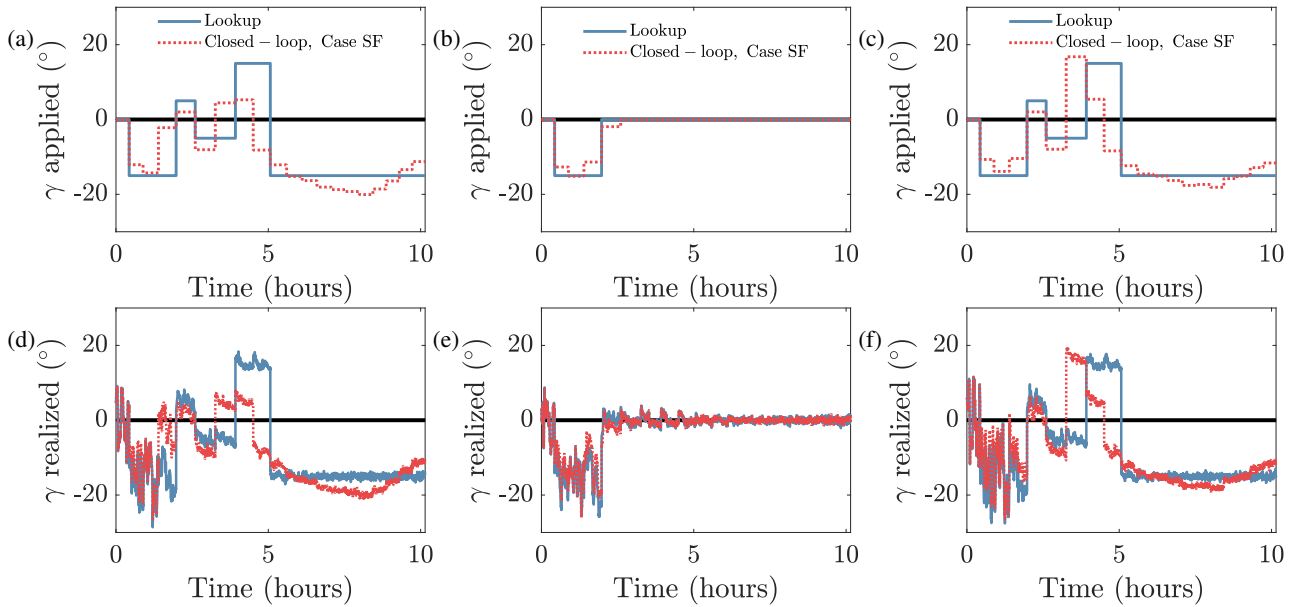 (a)
γ applied (°)
20
0
-20
Lookup
Closed − loop, Case SF
0
5
10
Time (hours)
(b)
γ applied (°)
20
0
-20
Lookup
Closed − loop, Case SF
0
5
10
Time (hours)
(c)
γ applied (°)
20
0
-20
Lookup
Closed − loop, Case SF
0
5
10
Time (hours)
(d)
γ realized (°)
20
0
-20
0
5
10
Time (hours)
(e)
γ realized (°)
20
0
-20
0
5
10
Time (hours)
(f)
γ realized (°)
20
0
-20
0
5
10
Time (hours)